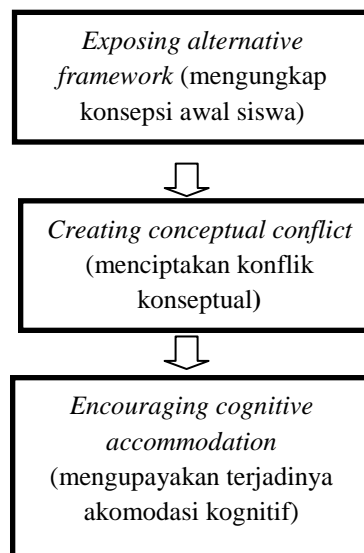 Exposing alternative
framework (mengungkap
konsepsi awal siswa)
Creating conceptual conflict
(menciptakan konflik
konseptual)
Encouraging cognitive
accommodation
(mengupayakan terjadinya
akomodasi kognitif)